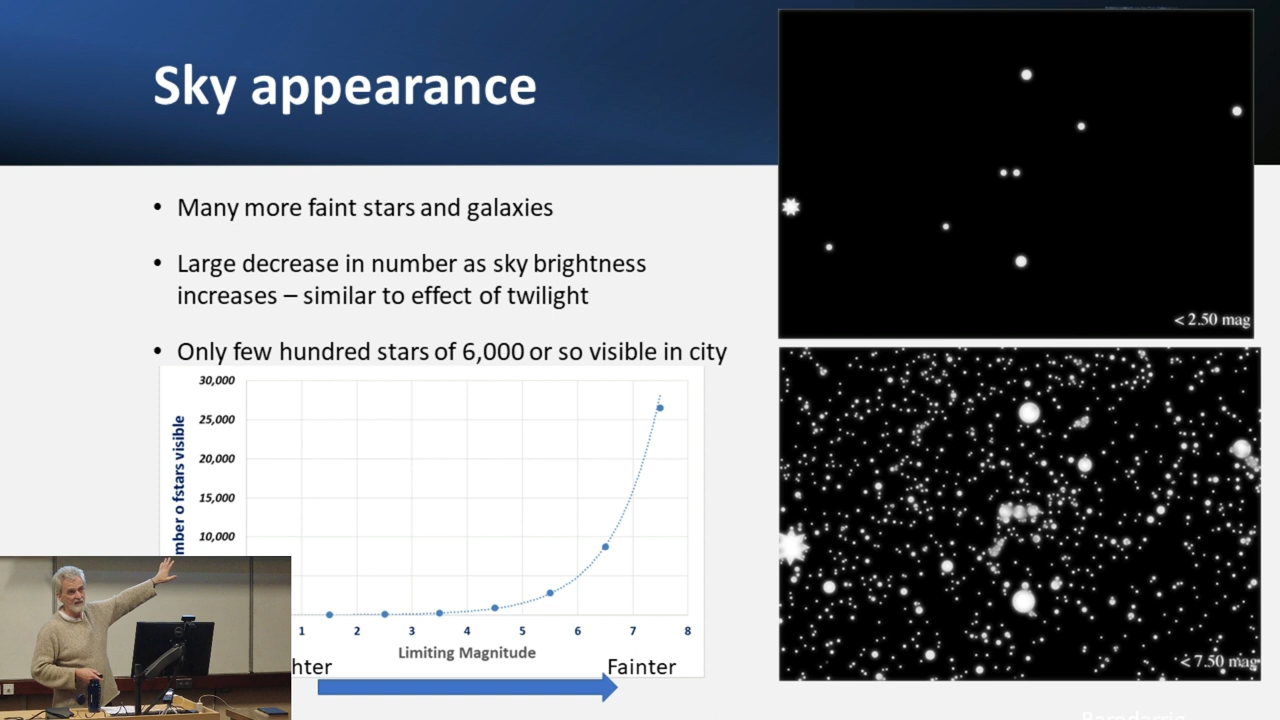 Sky appearance
• Many more faint stars and galaxies
• Large decrease in number as sky brightness
increases – similar to effect of twilight
• Only few hundred stars of 6,000 or so visible in city
30,000
25,000
20,000
15,000
10,000
mber o fstars visible
1 2 3 4 5 6 7 8
Limiting Magnitude
hter
Fainter
< 2.50 mag
< 7.50 mag